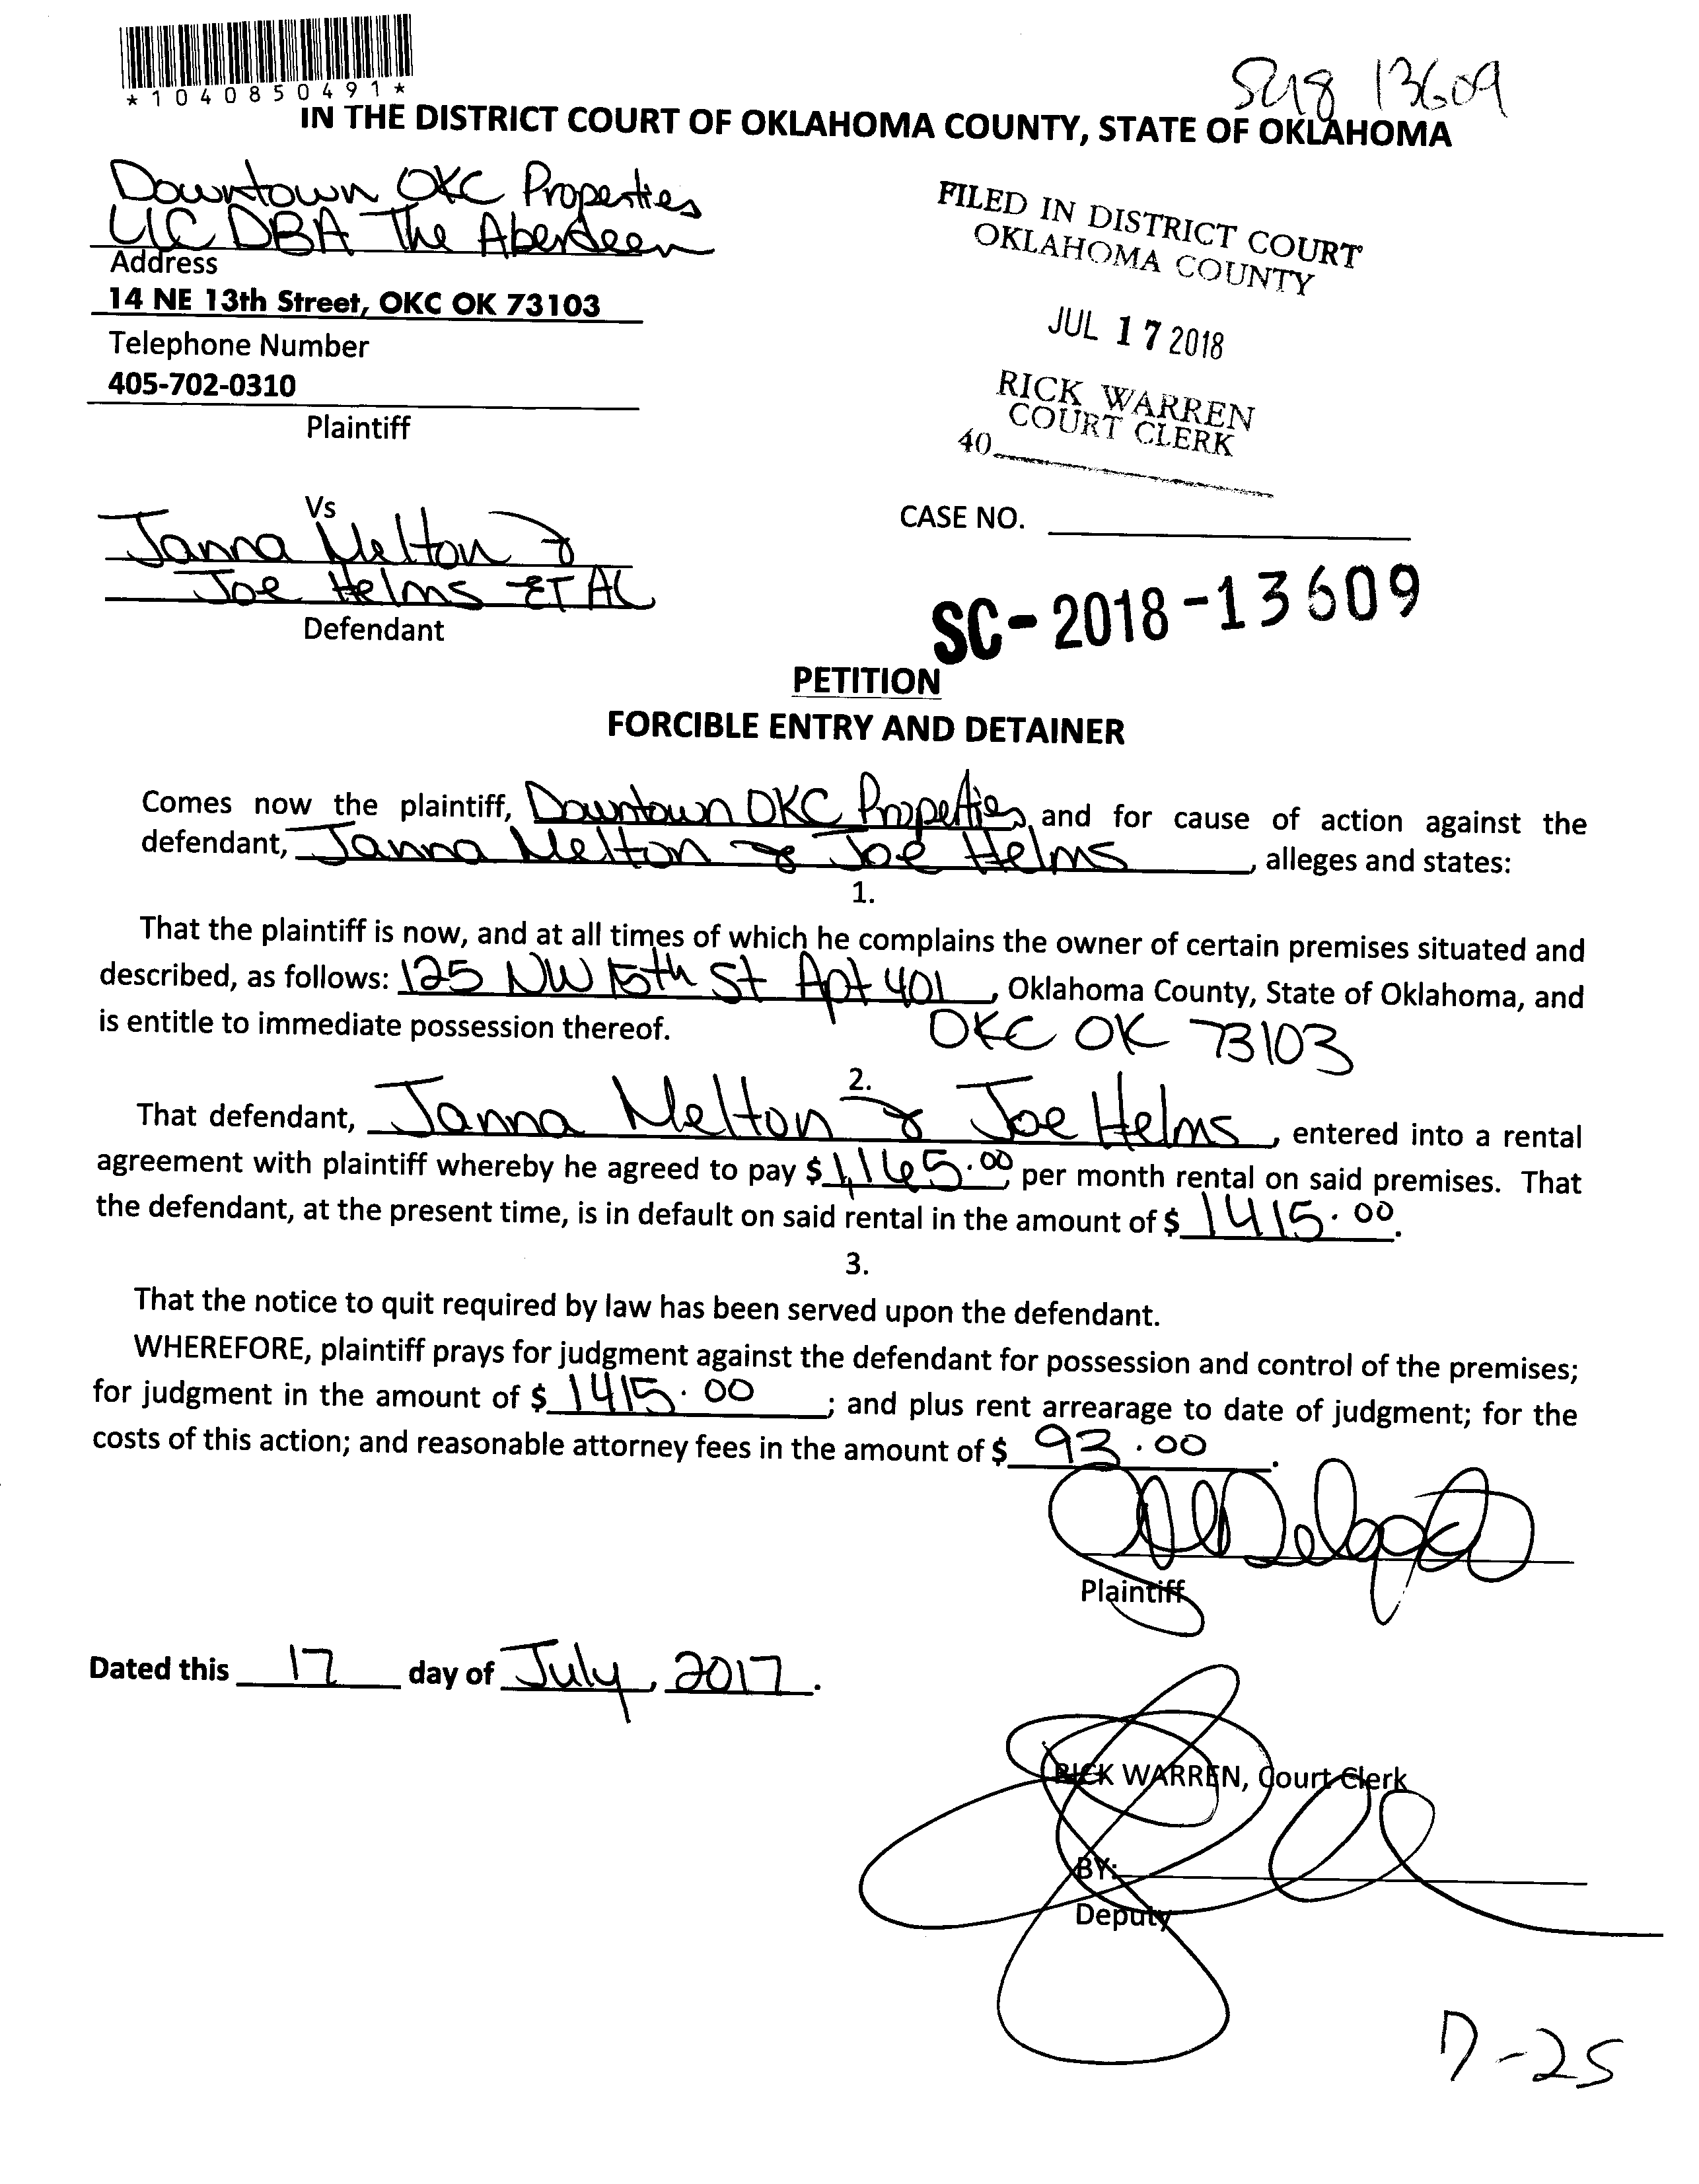 *1040850491*
SC18 13609
IN THE DISTRICT COURT OF OKLAHOMA COUNTY, STATE OF OKLAHOMA
Downtown OKC Properties
LLC DBA The Aberdeen
Address
14 NE 13th Street, OKC OK 73103
Telephone Number
405-702-0310
Plaintiff
FILED IN DISTRICT COURT
OKLAHOMA COUNTY
JUL 17 2018
RICK WARREN
COURT CLERK
40
Vs
Janna Melton &
Joe Helms ET AL
Defendant
CASE NO.
SC-2018-13609
PETITION
FORCIBLE ENTRY AND DETAINER
Comes now the plaintiff, Downtown OKC Properties, and for cause of action against the
defendant, Janna Melton & Joe Helms, alleges and states:
1.
That the plaintiff is now, and at all times of which he complains the owner of certain premises situated and
described, as follows: 125 NW 15th St Apt 401, Oklahoma County, State of Oklahoma, and
is entitle to immediate possession thereof. OKC OK 73103
2.
That defendant, Janna Melton & Joe Helms, entered into a rental
agreement with plaintiff whereby he agreed to pay $1,165.00 per month rental on said premises. That
the defendant, at the present time, is in default on said rental in the amount of $ 1415.00.
3.
That the notice to quit required by law has been served upon the defendant.
WHEREFORE, plaintiff prays for judgment against the defendant for possession and control of the premises;
for judgment in the amount of $ 1415.00; and plus rent arrearage to date of judgment; for the
costs of this action; and reasonable attorney fees in the amount of $ 93.00.
Plaintiff
Dated this 17 day of July, 2017.
RICK WARREN, Court Clerk
BY:
Deputy
7-25